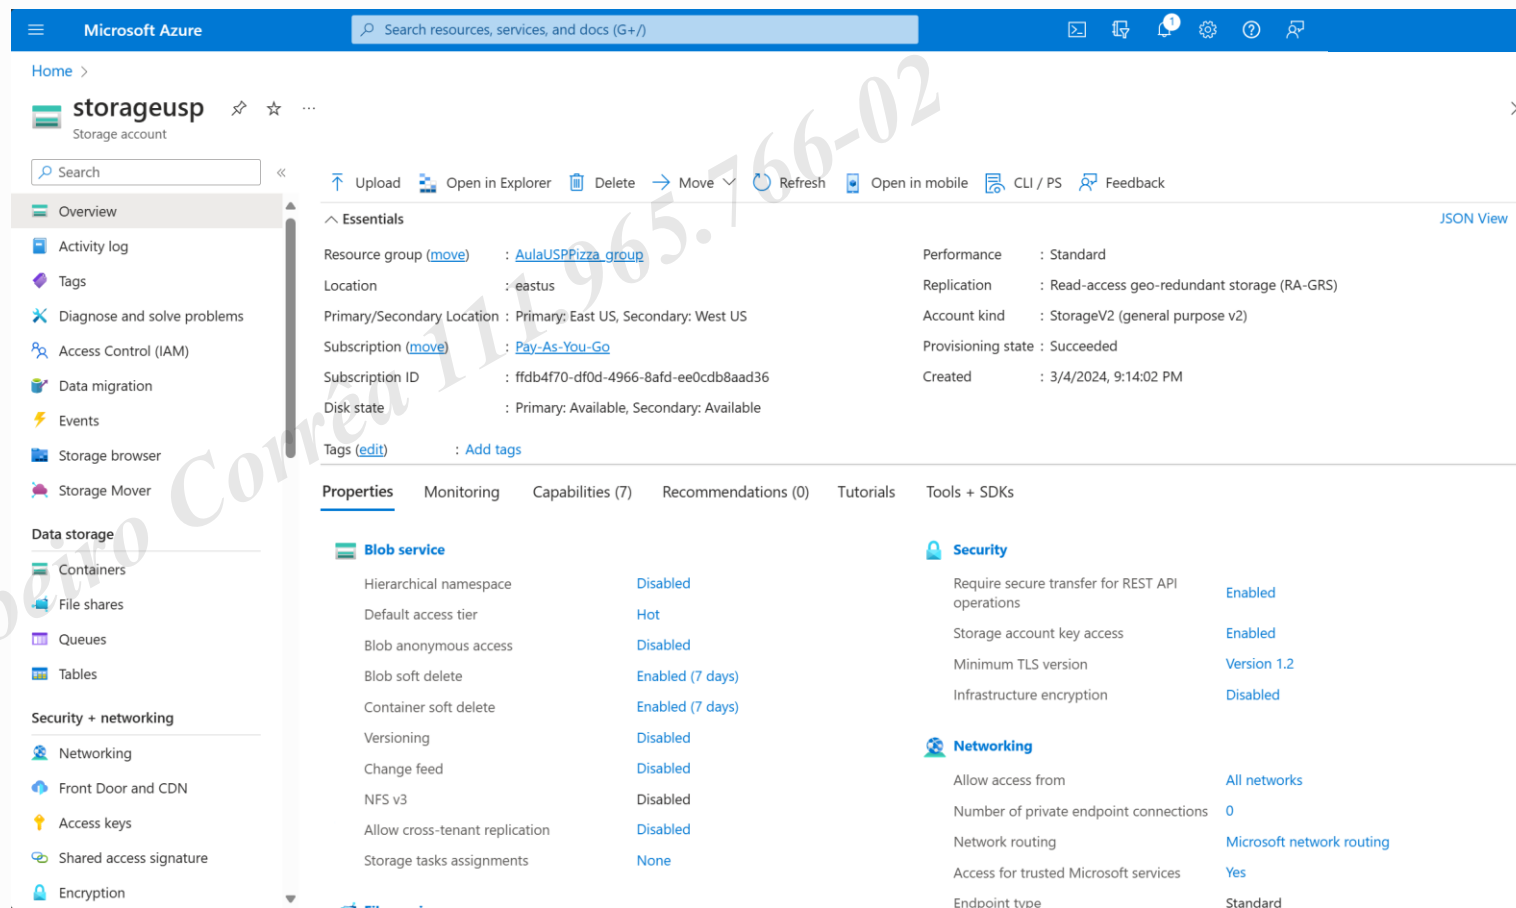 Microsoft Azure
Search resources, services, and docs (G+/)
1
Home
storageusp
Storage account
Search
Upload Open in Explorer Delete Move Refresh Open in mobile CLI / PS Feedback
Overview
Activity log
Tags
Diagnose and solve problems
Access Control (IAM)
Data migration
Events
Storage browser
Storage Mover
Data storage
Containers
File shares
Queues
Tables
Security + networking
Networking
Front Door and CDN
Access keys
Shared access signature
Encryption
Essentials
JSON View
Resource group (move) : AulaUSPPizza_group
Location : eastus
Primary/Secondary Location : Primary: East US, Secondary: West US
Subscription (move) : Pay-As-You-Go
Subscription ID : ffdb4f70-df0d-4966-8afd-ee0cdb8aad36
Disk state : Primary: Available, Secondary: Available
Tags (edit) : Add tags
Performance : Standard
Replication : Read-access geo-redundant storage (RA-GRS)
Account kind : StorageV2 (general purpose v2)
Provisioning state : Succeeded
Created : 3/4/2024, 9:14:02 PM
Properties Monitoring Capabilities (7) Recommendations (0) Tutorials Tools + SDKs
Blob service
Hierarchical namespace Disabled
Default access tier Hot
Blob anonymous access Disabled
Blob soft delete Enabled (7 days)
Container soft delete Enabled (7 days)
Versioning Disabled
Change feed Disabled
NFS v3 Disabled
Allow cross-tenant replication Disabled
Storage tasks assignments None
Security
Require secure transfer for REST API
operations Enabled
Storage account key access Enabled
Minimum TLS version Version 1.2
Infrastructure encryption Disabled
Networking
Allow access from All networks
Number of private endpoint connections 0
Network routing Microsoft network routing
Access for trusted Microsoft services Yes
Endpoint type Standard
Corrêa 111.965.766-02